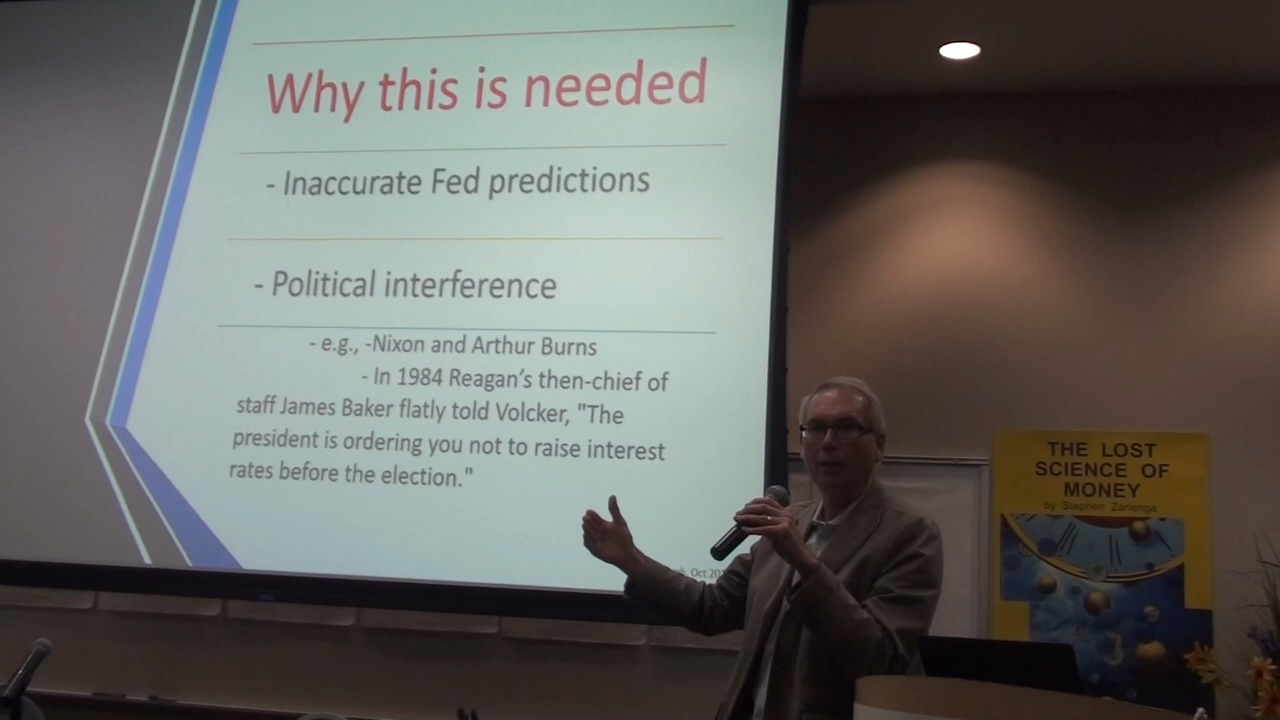 Why this is needed
- Inaccurate Fed predictions
- Political interference
- e.g., -Nixon and Arthur Burns
- In 1984 Reagan's then-chief of
staff James Baker flatly told Volcker, "The
president is ordering you not to raise interest
rates before the election."
Oct
THE LOST
SCIENCE OF
MONEY
by Stephen Zarlenga